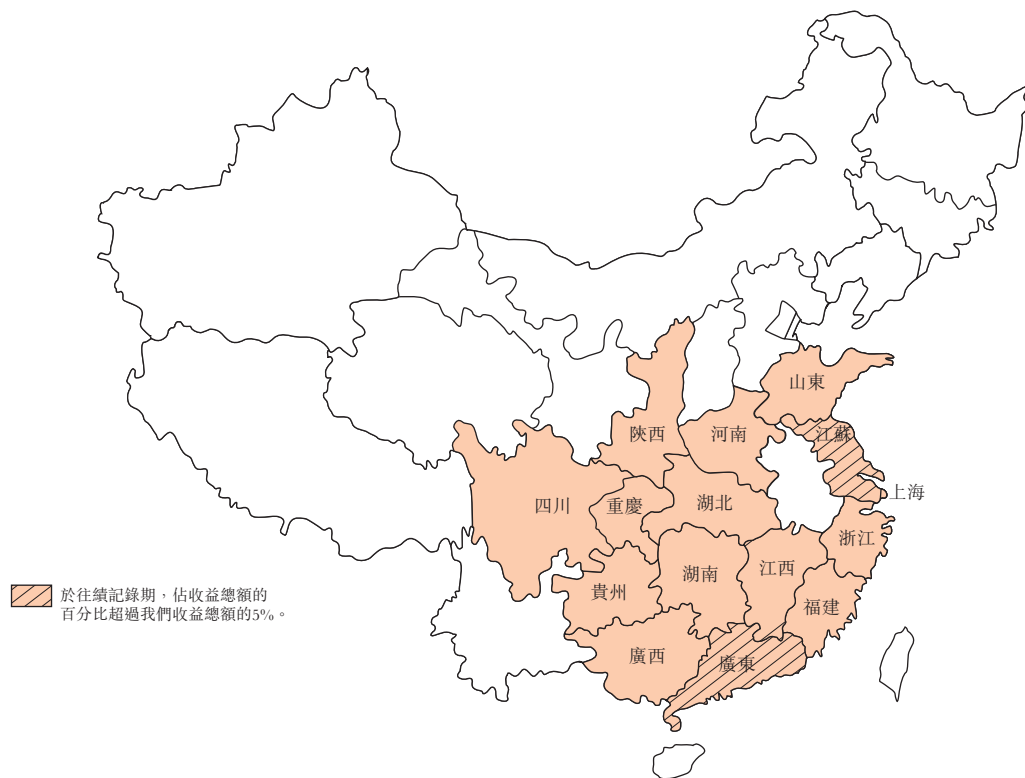 山東
江蘇
陝西
河南
上海
四川
重慶
湖北
浙江
貴州
湖南
江西
福建
廣西
廣東
於往績記錄期，佔收益總額的
百分比超過我們收益總額的5%。